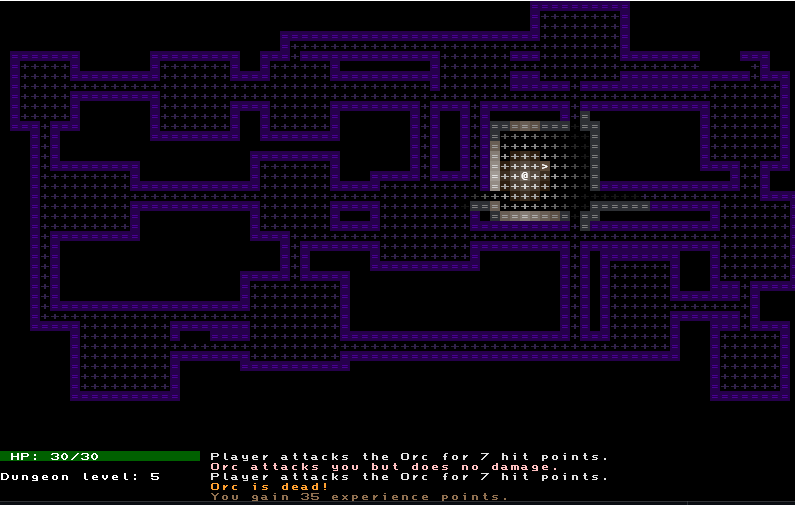 HP: 30/30
Dungeon level: 5
Player attacks the Orc for 7 hit points.
Orc attacks you but does no damage.
Player attacks the Orc for 7 hit points.
Orc is dead!
You gain 35 experience points.